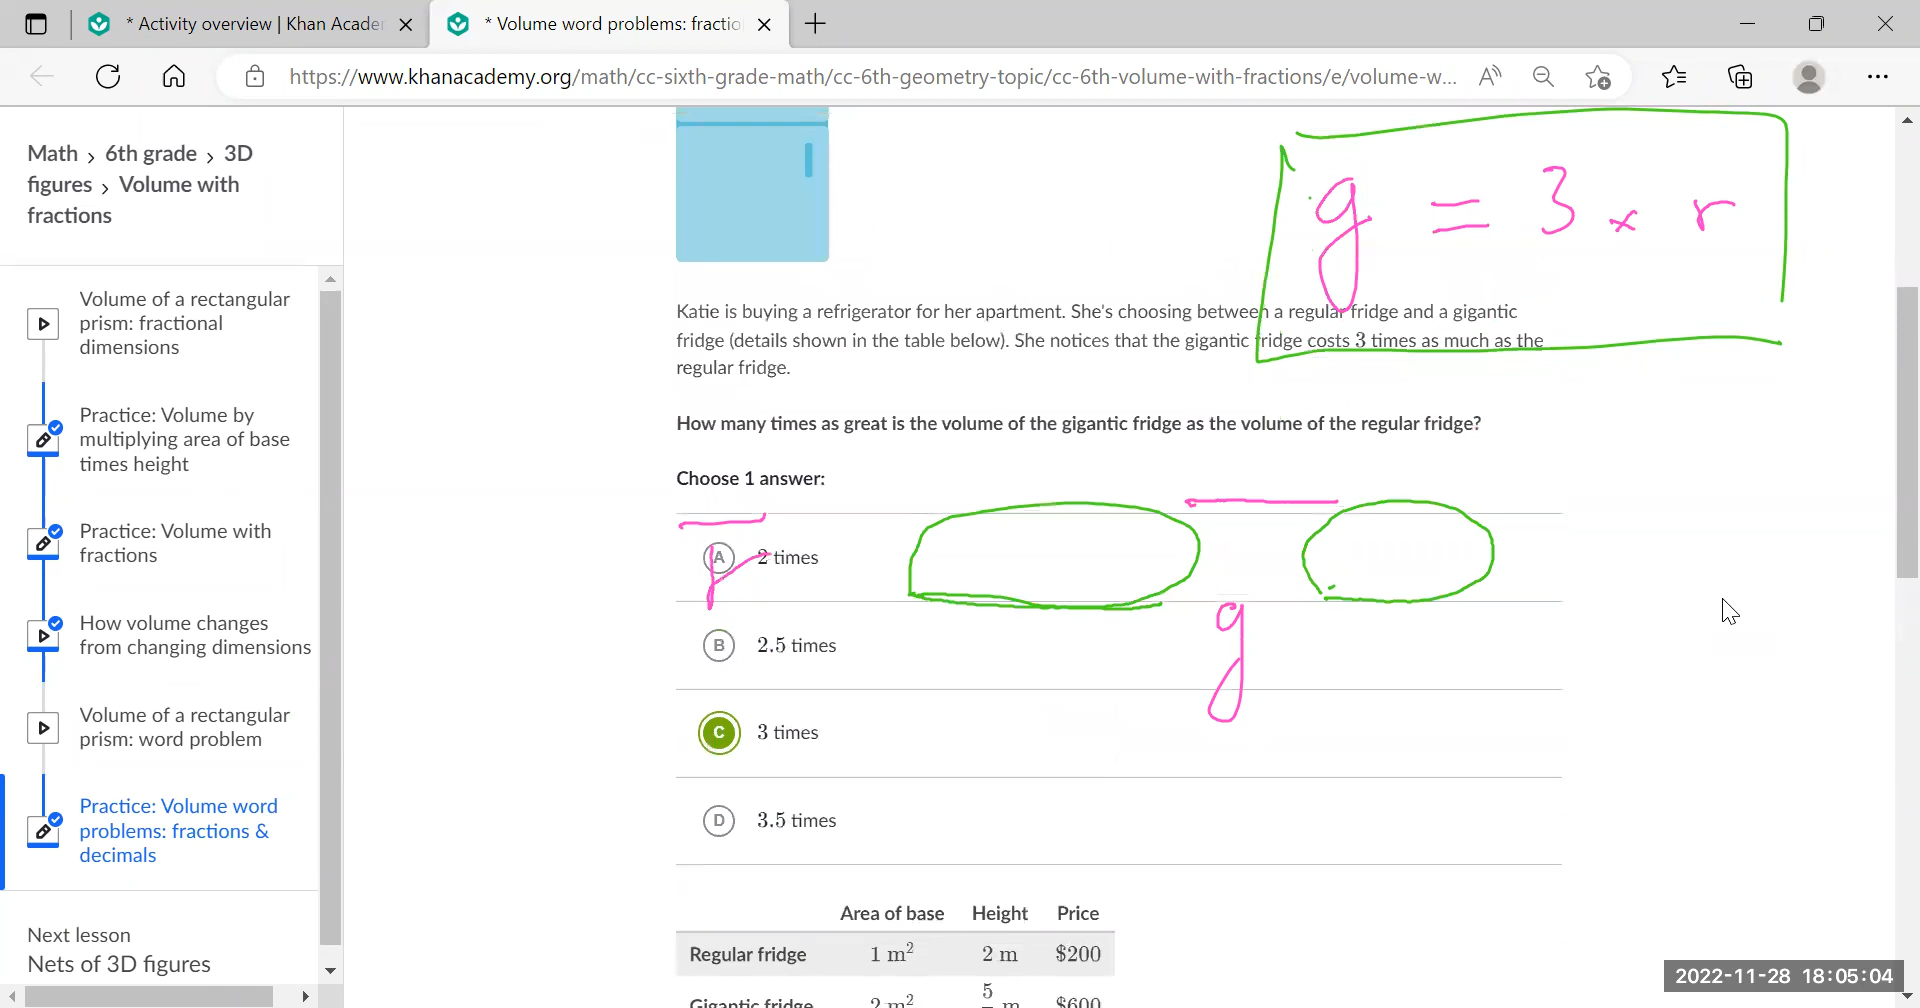 * Activity overview | Khan Acade
* Volume word problems: fractio
https://www.khanacademy.org/math/cc-sixth-grade-math/cc-6th-geometry-topic/cc-6th-volume-with-fractions/e/volume-w...
Math › 6th grade › 3D
figures › Volume with
fractions
Volume of a rectangular
prism: fractional
dimensions
Practice: Volume by
multiplying area of base
times height
Practice: Volume with
fractions
How volume changes
from changing dimensions
Volume of a rectangular
prism: word problem
Practice: Volume word
problems: fractions &
decimals
Next lesson
Nets of 3D figures
g = 3 × r
Katie is buying a refrigerator for her apartment. She's choosing between a regular fridge and a gigantic
fridge (details shown in the table below). She notices that the gigantic fridge costs 3 times as much as the
regular fridge.
How many times as great is the volume of the gigantic fridge as the volume of the regular fridge?
Choose 1 answer:
A 2 times
r
g
B 2.5 times
C 3 times
D 3.5 times
Area of base Height Price
Regular fridge 1 m² 2 m $200
Gigantic fridge 2 m² 5 m $600
2022-11-28 18:05:04